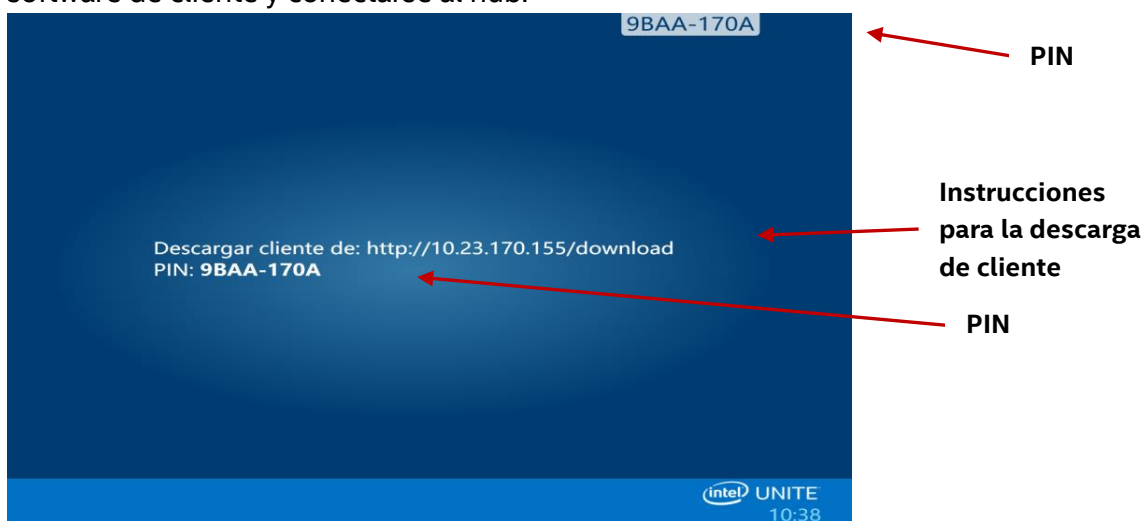 software de cliente y conectarse al hub.
9BAA-170A
PIN
Instrucciones
para la descarga
de cliente
Descargar cliente de: http://10.23.170.155/download
PIN: 9BAA-170A
PIN
intel UNITE
10:38